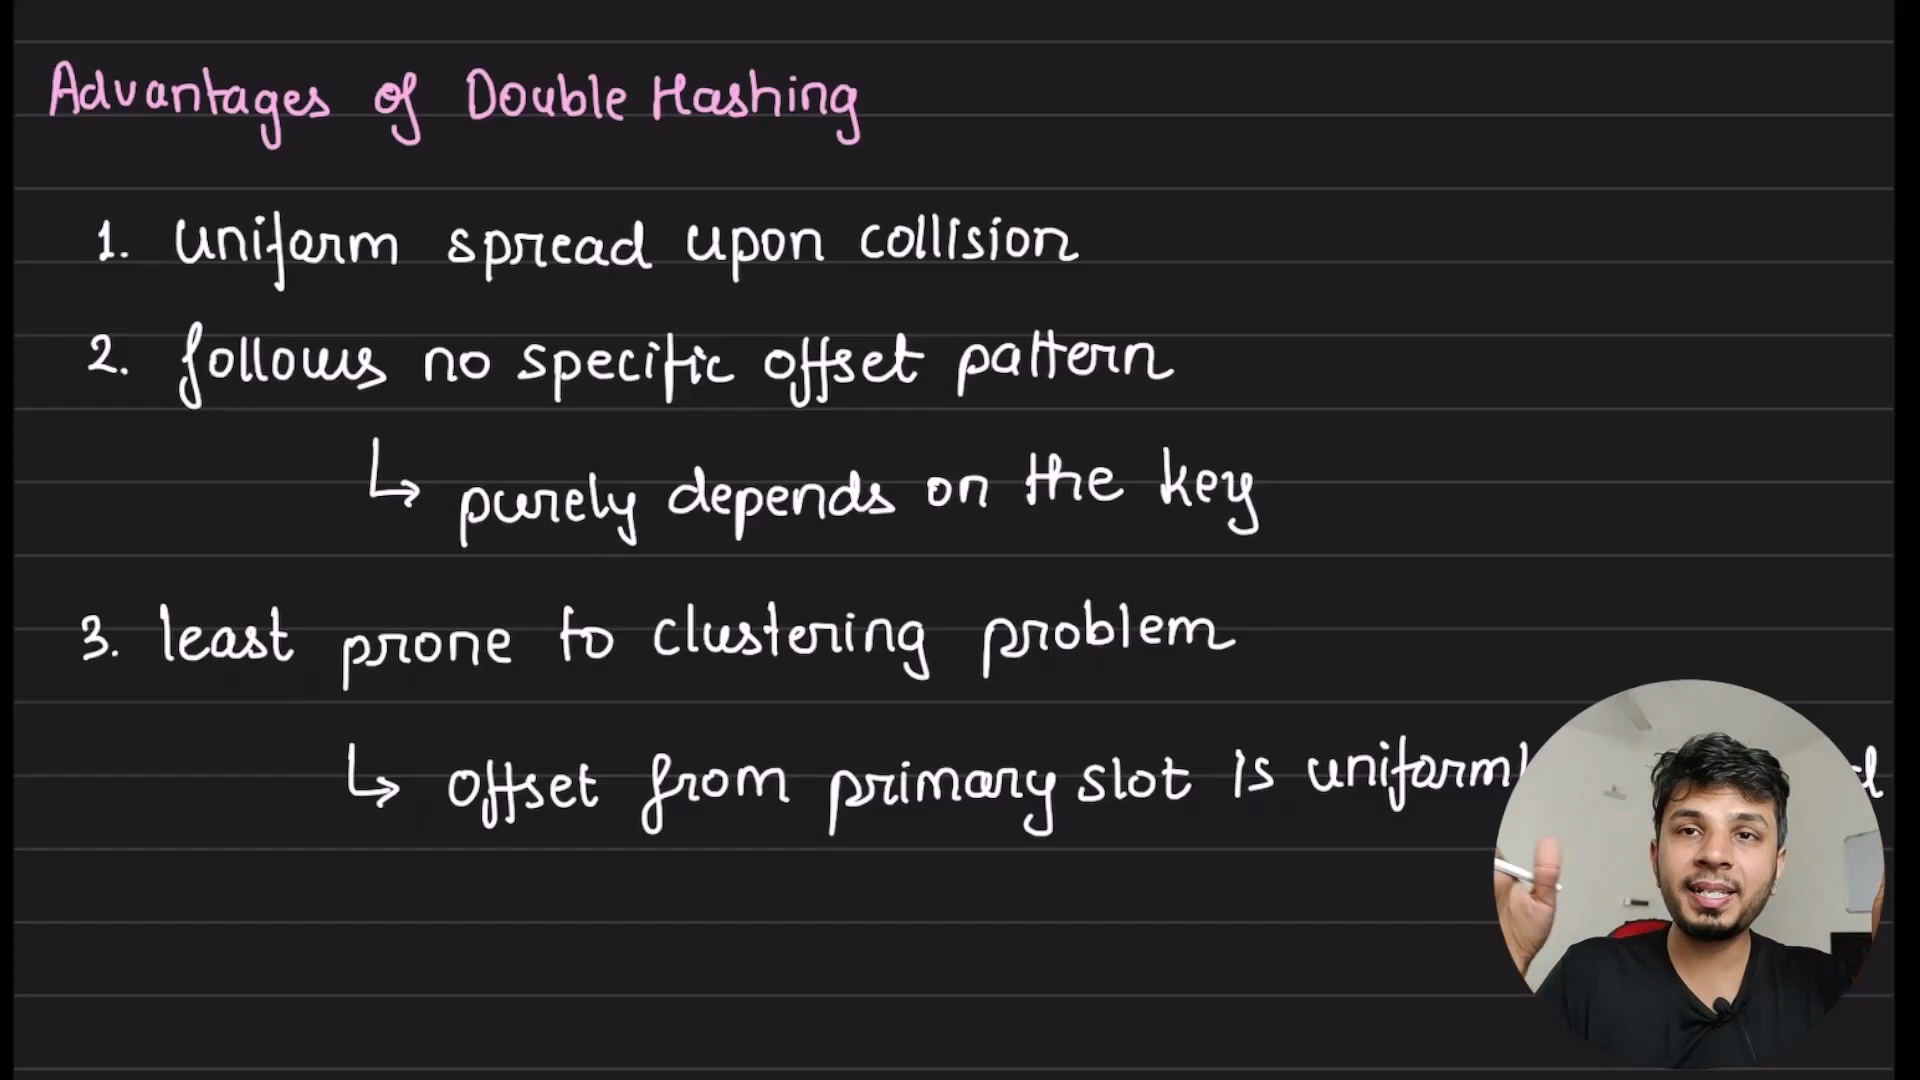 Advantages of Double Hashing
1. uniform spread upon collision
2. follows no specific offset pattern
↳ purely depends on the key
3. least prone to clustering problem
↳ offset from primary slot is